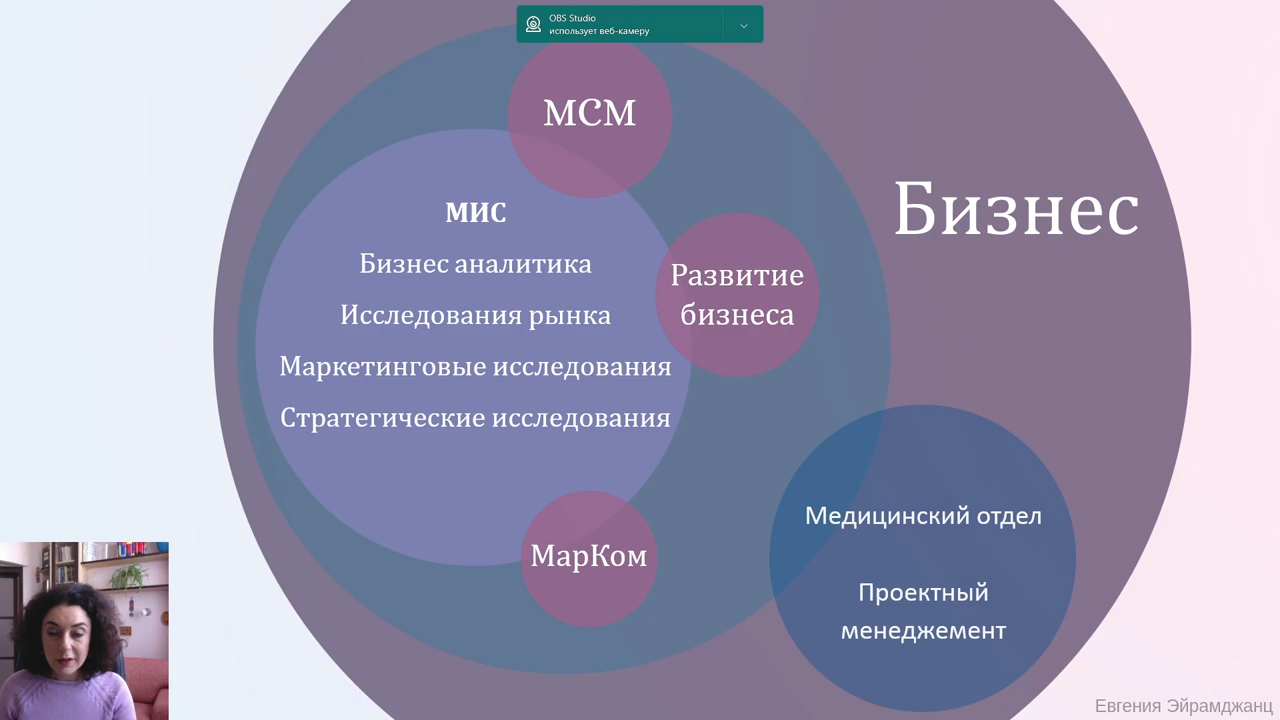 OBS Studio
использует веб-камеру
МСМ
Бизнес
МИС
Бизнес аналитика
Исследования рынка
Маркетинговые исследования
Стратегические исследования
Развитие
бизнеса
МарКом
Медицинский отдел
Проектный
менеджемент
Евгения Эйрамджанц